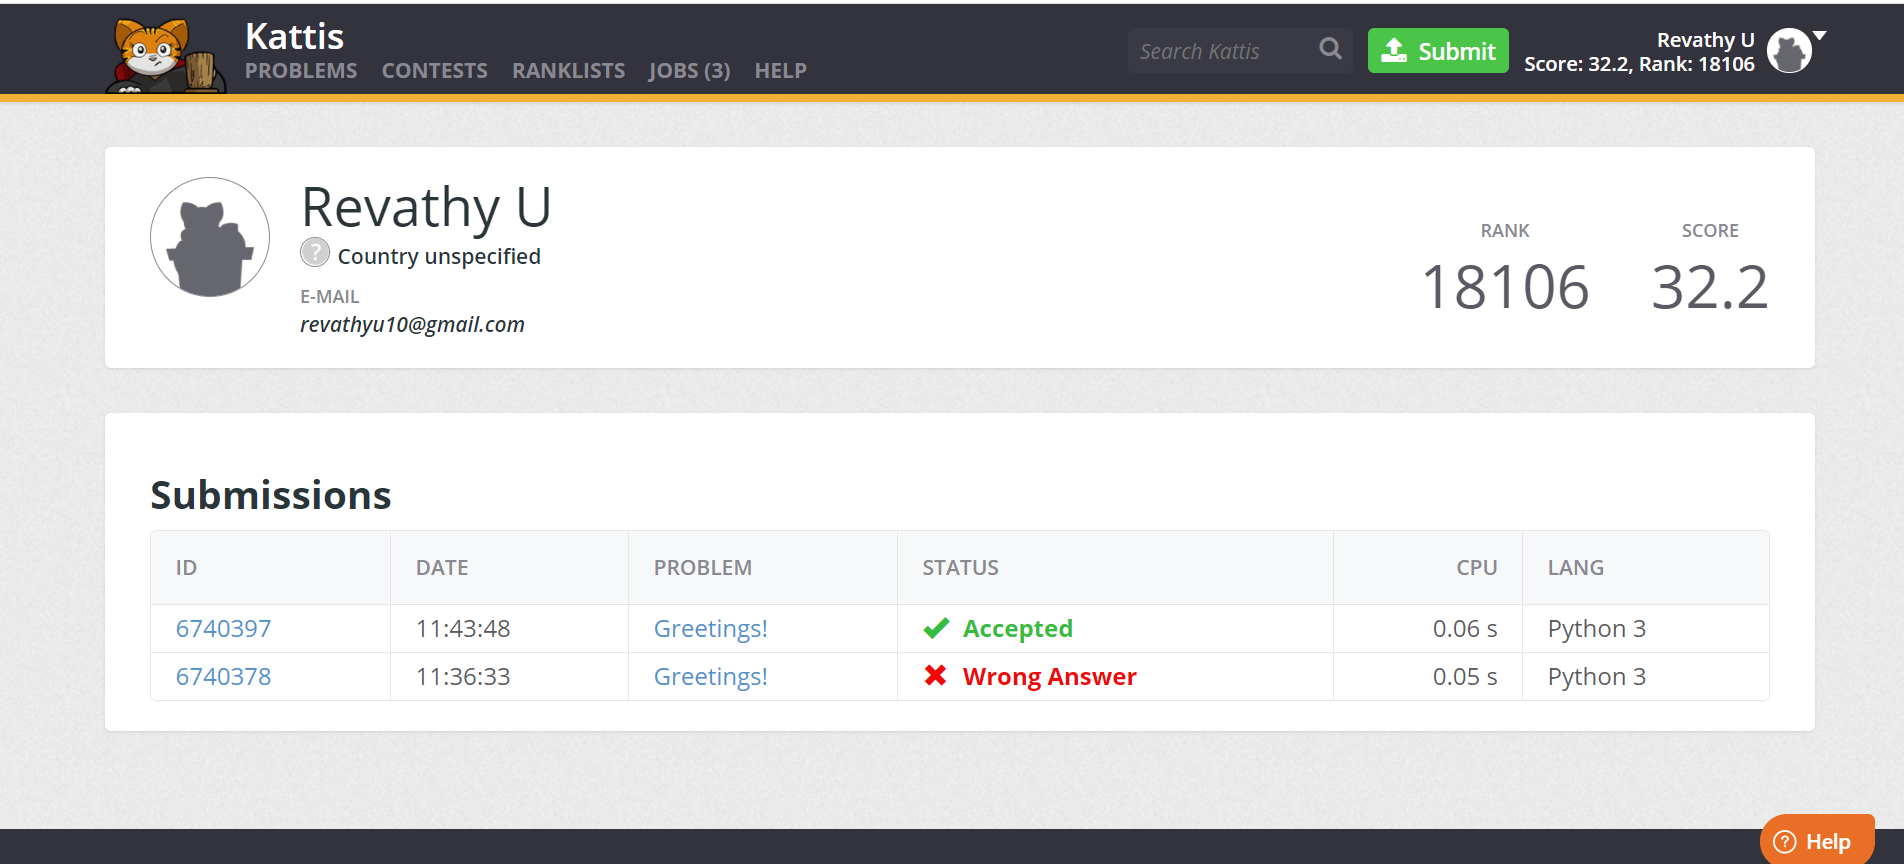 Kattis
PROBLEMS CONTESTS RANKLISTS JOBS (3) HELP
Search Kattis
Submit
Revathy U
Score: 32.2, Rank: 18106
Revathy U
? Country unspecified
E-MAIL
revathyu10@gmail.com
RANK SCORE
18106 32.2
Submissions
ID DATE PROBLEM STATUS CPU LANG
6740397 11:43:48 Greetings! Accepted 0.06 s Python 3
6740378 11:36:33 Greetings! Wrong Answer 0.05 s Python 3
? Help